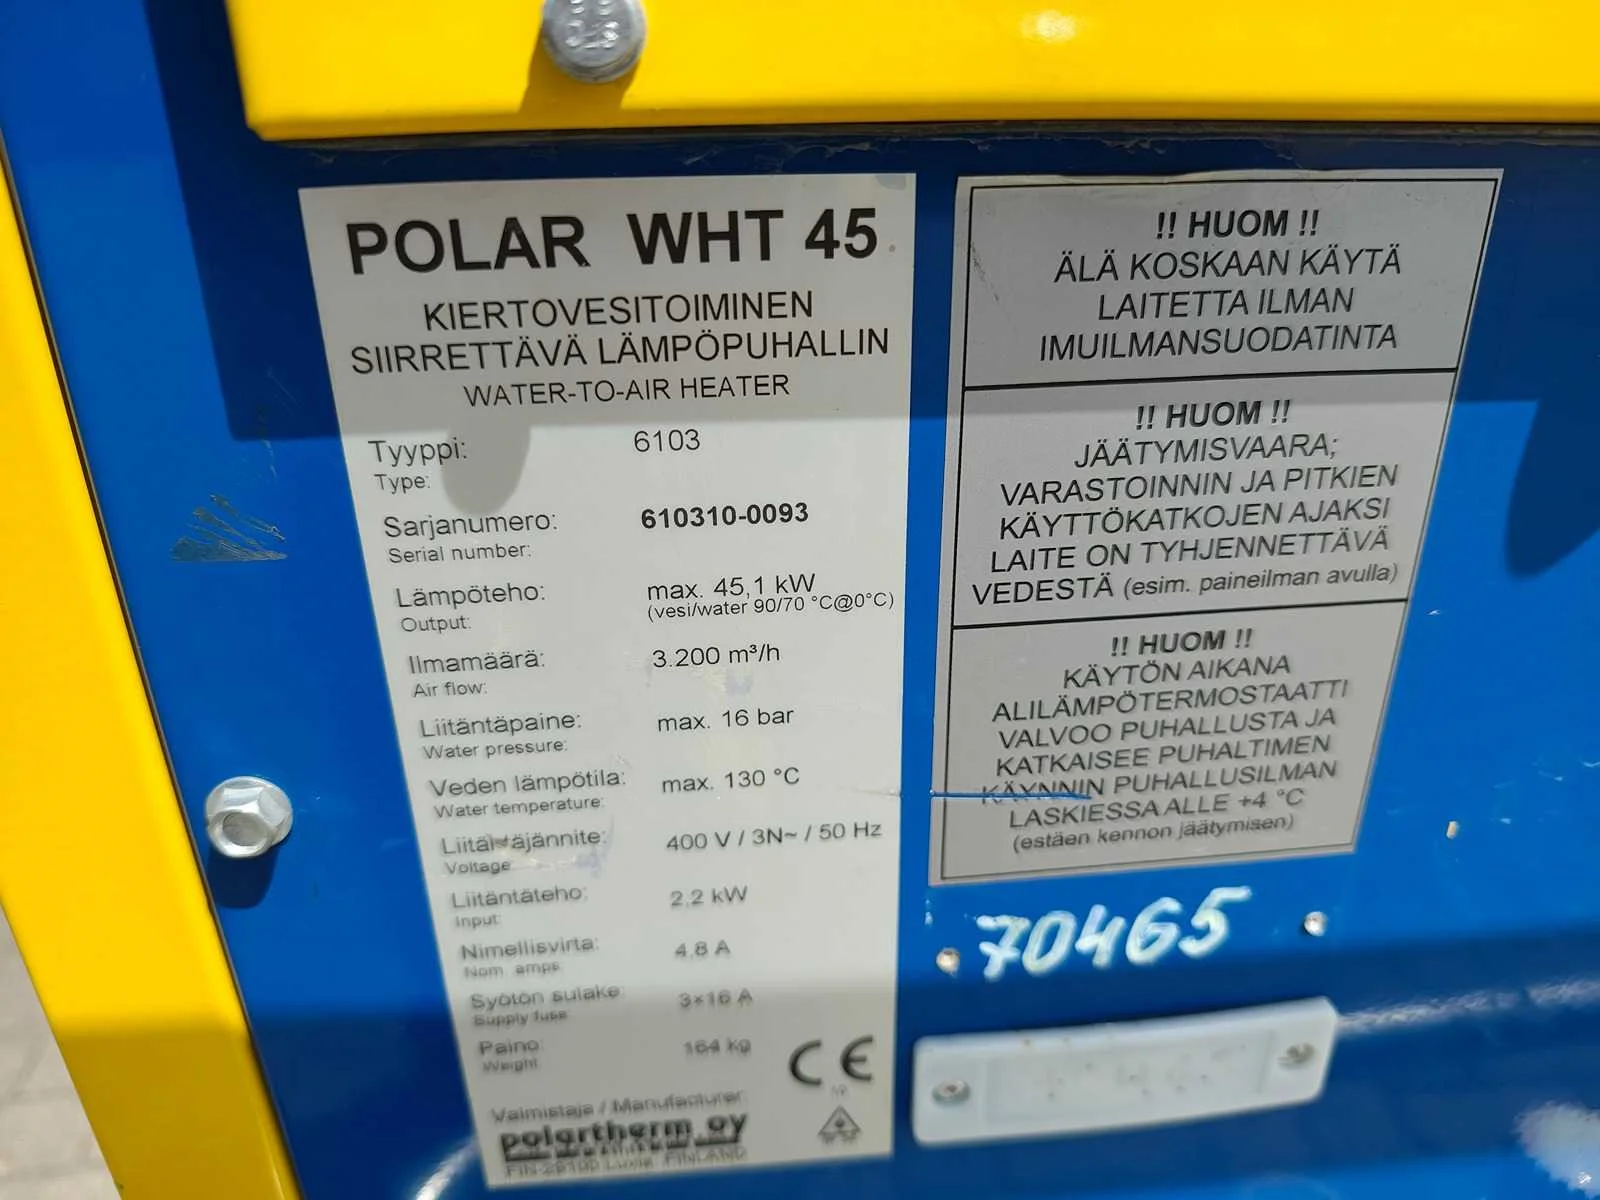 POLAR WHT 45
KIERTOVESITOIMINEN
SIIRRETTÄVÄ LÄMPÖPUHALLIN
WATER-TO-AIR HEATER
Tyyppi: 6103
Type:
Sarjanumero: 610310-0093
Serial number:
Lämpöteho: max. 45,1 kW
Output: (vesi/water 90/70 °C@0°C)
Ilmamäärä: 3.200 m³/h
Air flow:
Liitäntäpaine: max. 16 bar
Water pressure:
Veden lämpötila: max. 130 °C
Water temperature:
Liitäntäjännite: 400 V / 3N~ / 50 Hz
Voltage:
Liitäntäteho: 2.2 kW
Input:
Nimellisvirta: 4.8 A
Nom. amps:
Syötön sulake: 3×16 A
Supply fuse
Paino: 164 kg
Weight
CE
Valmistaja / Manufacturer:
polartherm oy
FINLAND
!! HUOM !!
ÄLÄ KOSKAAN KÄYTÄ
LAITETTA ILMAN
IMUILMANSUODATINTA
!! HUOM !!
JÄÄTYMISVAARA;
VARASTOINNIN JA PITKIEN
KÄYTTÖKATKOJEN AJAKSI
LAITE ON TYHJENNETTÄVÄ
VEDESTÄ (esim. paineilman avulla)
!! HUOM !!
KÄYTÖN AIKANA
ALILÄMPÖTERMOSTAATTI
VALVOO PUHALLUSTA JA
KATKAISEE PUHALTIMEN
KÄYNNIN PUHALLUSILMAN
LASKIESSA ALLE +4 °C
(estäen kennon jäätymisen)
70465